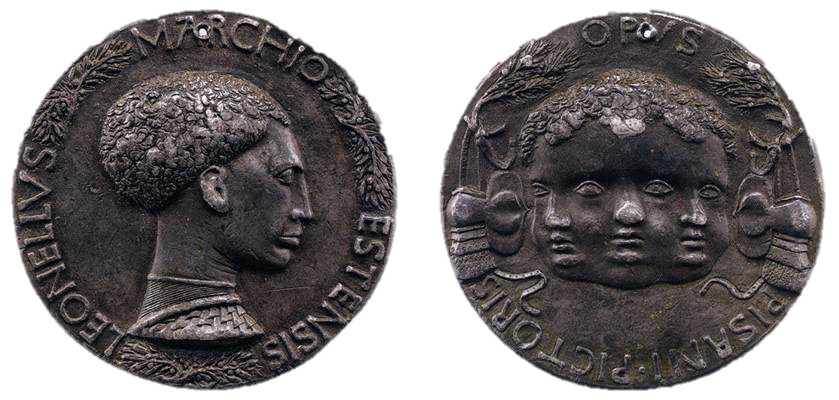 LEONELLVS MARCHIO ESTENSIS
OPVS PISANI·PICTORIS